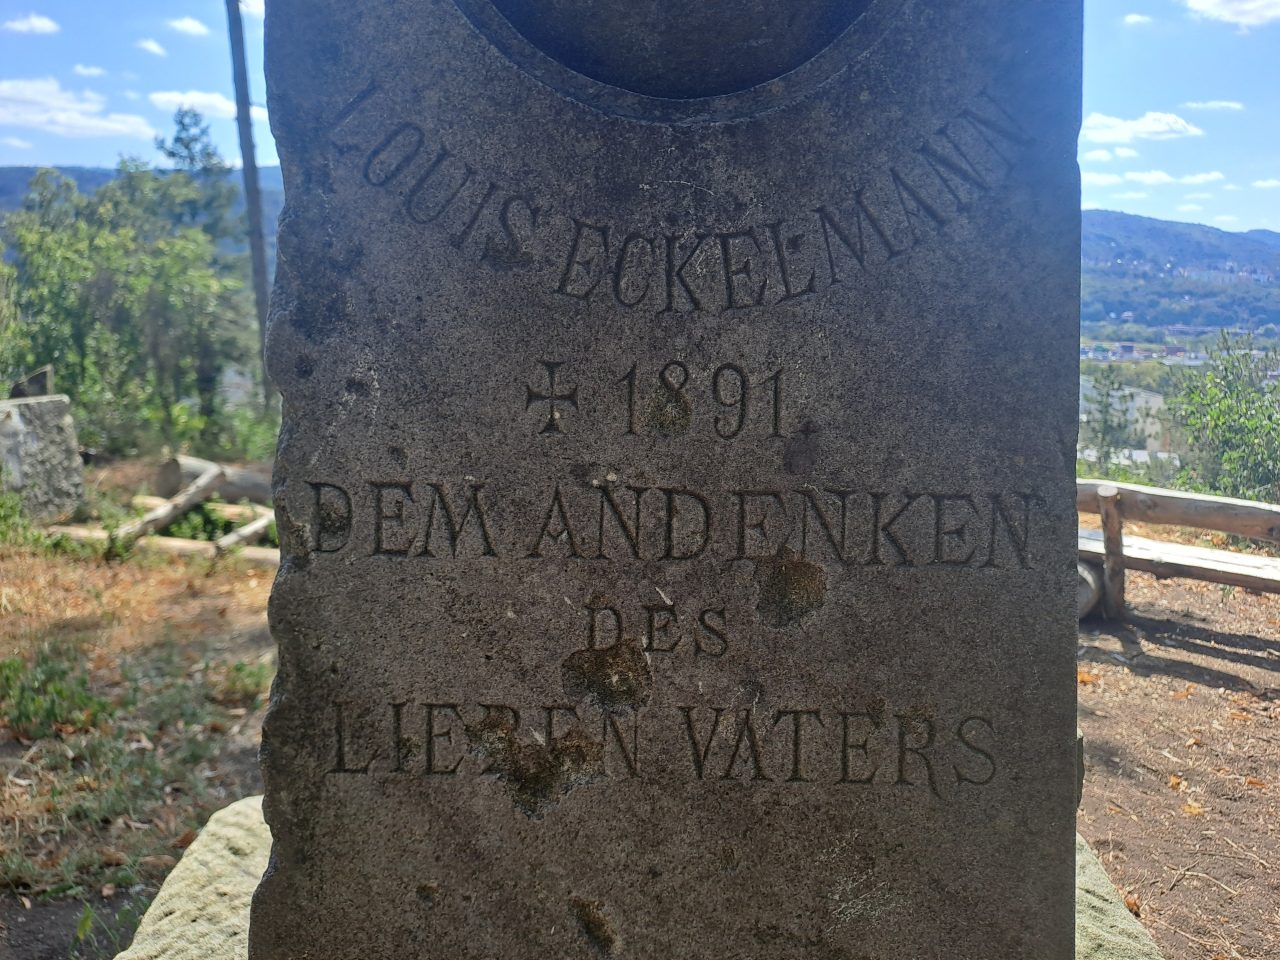 LOUIS ECKELMANN
✠ 1891.
DEM ANDENKEN
DES
LIEBEN VATERS.